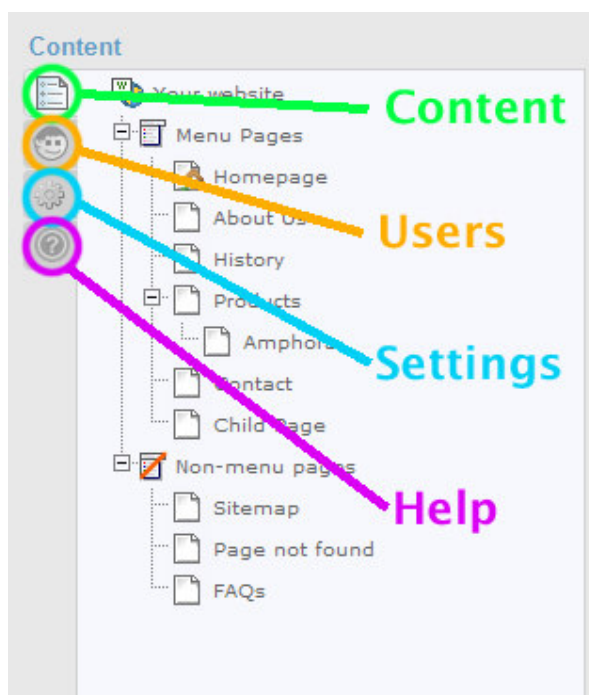 Content
Your website
Content
Menu Pages
Homepage
About Us
Users
History
Products
Amphora
Settings
Contact
Child Page
Non-menu pages
Sitemap
Help
Page not found
FAQs